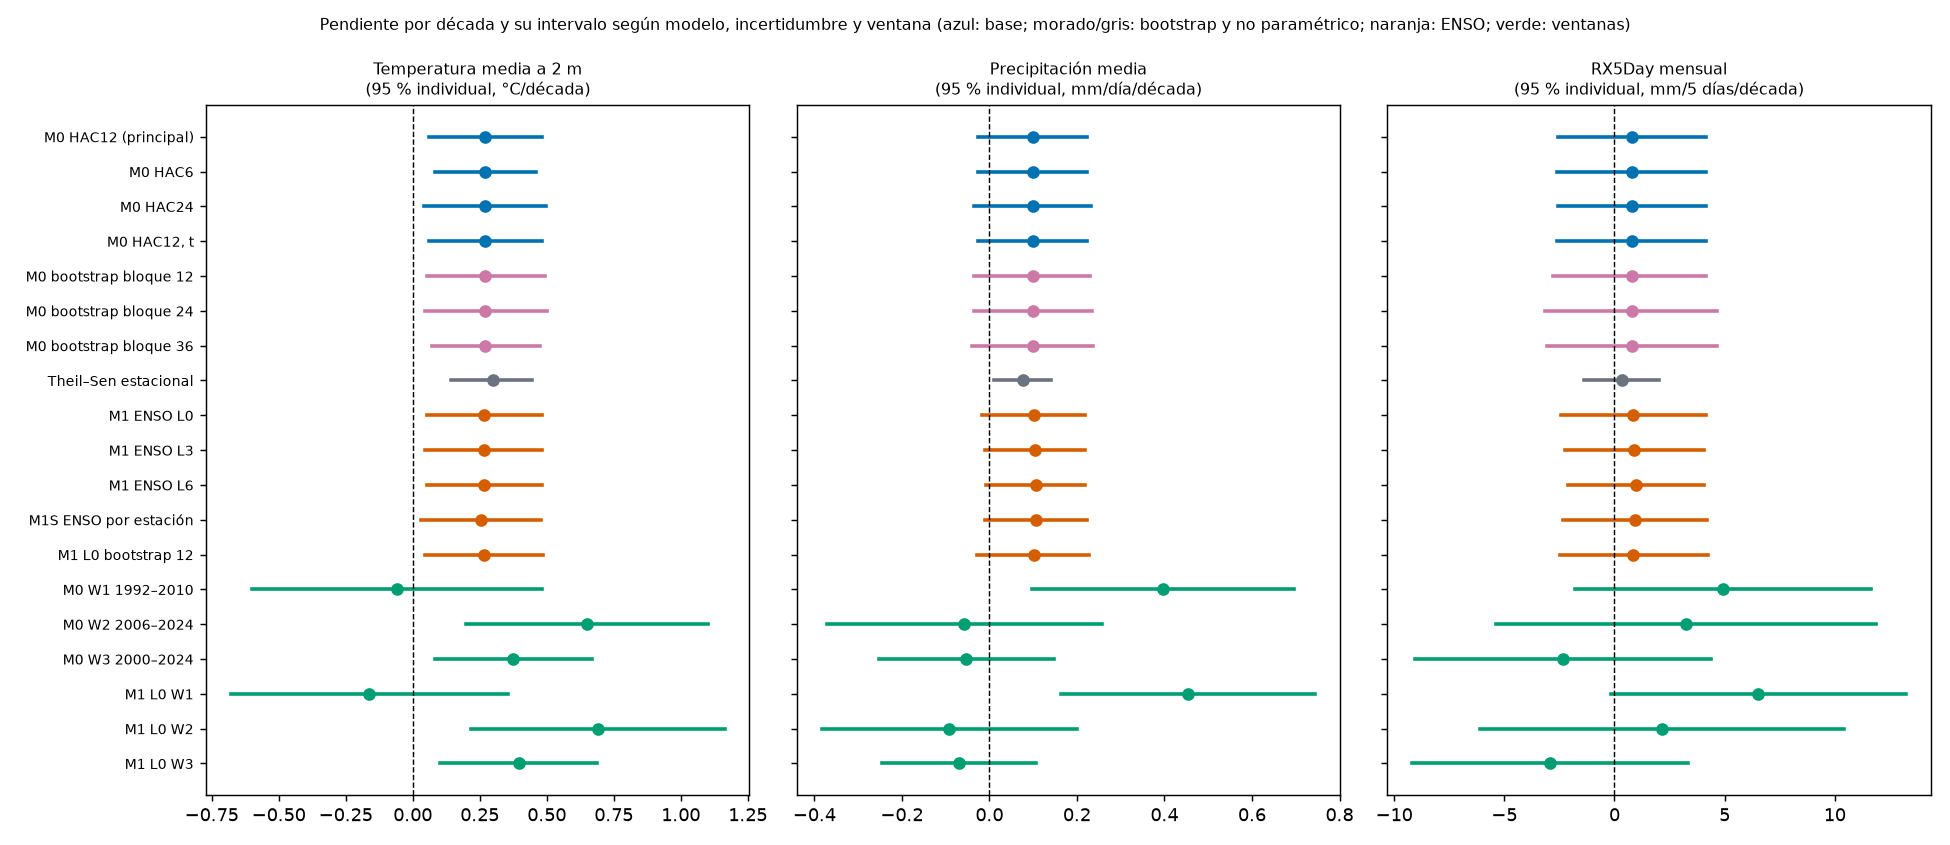 Pendiente por década y su intervalo según modelo, incertidumbre y ventana (azul: base; morado/gris: bootstrap y no paramétrico; naranja: ENSO; verde: ventanas)
Temperatura media a 2 m
(95 % individual, °C/década)
Precipitación media
(95 % individual, mm/día/década)
RX5Day mensual
(95 % individual, mm/5 días/década)
M0 HAC12 (principal)
M0 HAC6
M0 HAC24
M0 HAC12, t
M0 bootstrap bloque 12
M0 bootstrap bloque 24
M0 bootstrap bloque 36
Theil–Sen estacional
M1 ENSO L0
M1 ENSO L3
M1 ENSO L6
M1S ENSO por estación
M1 L0 bootstrap 12
M0 W1 1992–2010
M0 W2 2006–2024
M0 W3 2000–2024
M1 L0 W1
M1 L0 W2
M1 L0 W3
−0.75 −0.50 −0.25 0.00 0.25 0.50 0.75 1.00 1.25
−0.4 −0.2 0.0 0.2 0.4 0.6 0.8
−10 −5 0 5 10